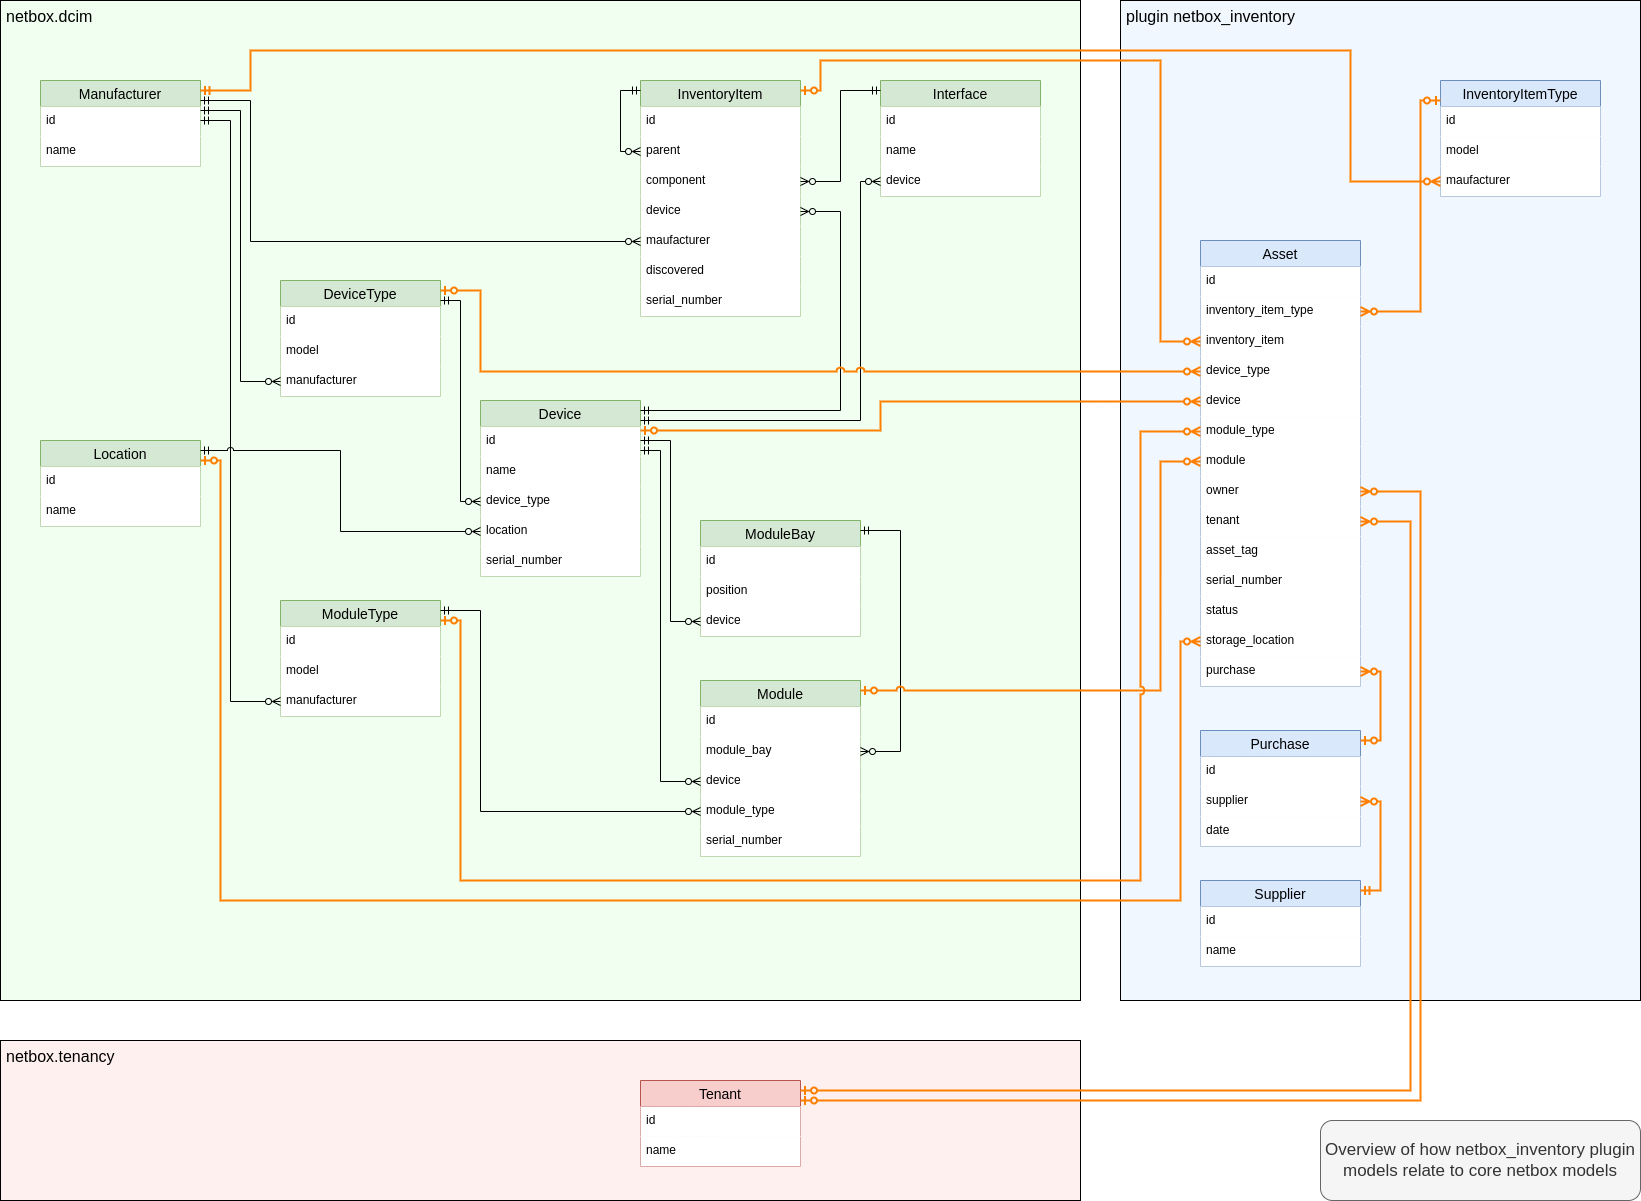 netbox.dcim
Manufacturer
id
name
InventoryItem
id
parent
component
device
maufacturer
discovered
serial_number
Interface
id
name
device
DeviceType
id
model
manufacturer
Device
id
name
device_type
location
serial_number
Location
id
name
ModuleBay
id
position
device
ModuleType
id
model
manufacturer
Module
id
module_bay
device
module_type
serial_number
plugin netbox_inventory
InventoryItemType
id
model
maufacturer
Asset
id
inventory_item_type
inventory_item
device_type
device
module_type
module
owner
tenant
asset_tag
serial_number
status
storage_location
purchase
Purchase
id
supplier
date
Supplier
id
name
netbox.tenancy
Tenant
id
name
Overview of how netbox_inventory plugin
models relate to core netbox models